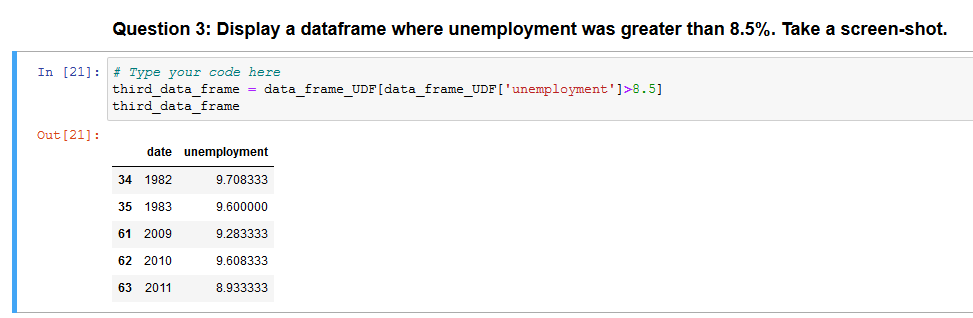 Question 3: Display a dataframe where unemployment was greater than 8.5%. Take a screen-shot.
In [21]: # Type your code here
third_data_frame = data_frame_UDF[data_frame_UDF['unemployment']>8.5]
third_data_frame
Out[21]:
date unemployment
34 1982 9.708333
35 1983 9.600000
61 2009 9.283333
62 2010 9.608333
63 2011 8.933333